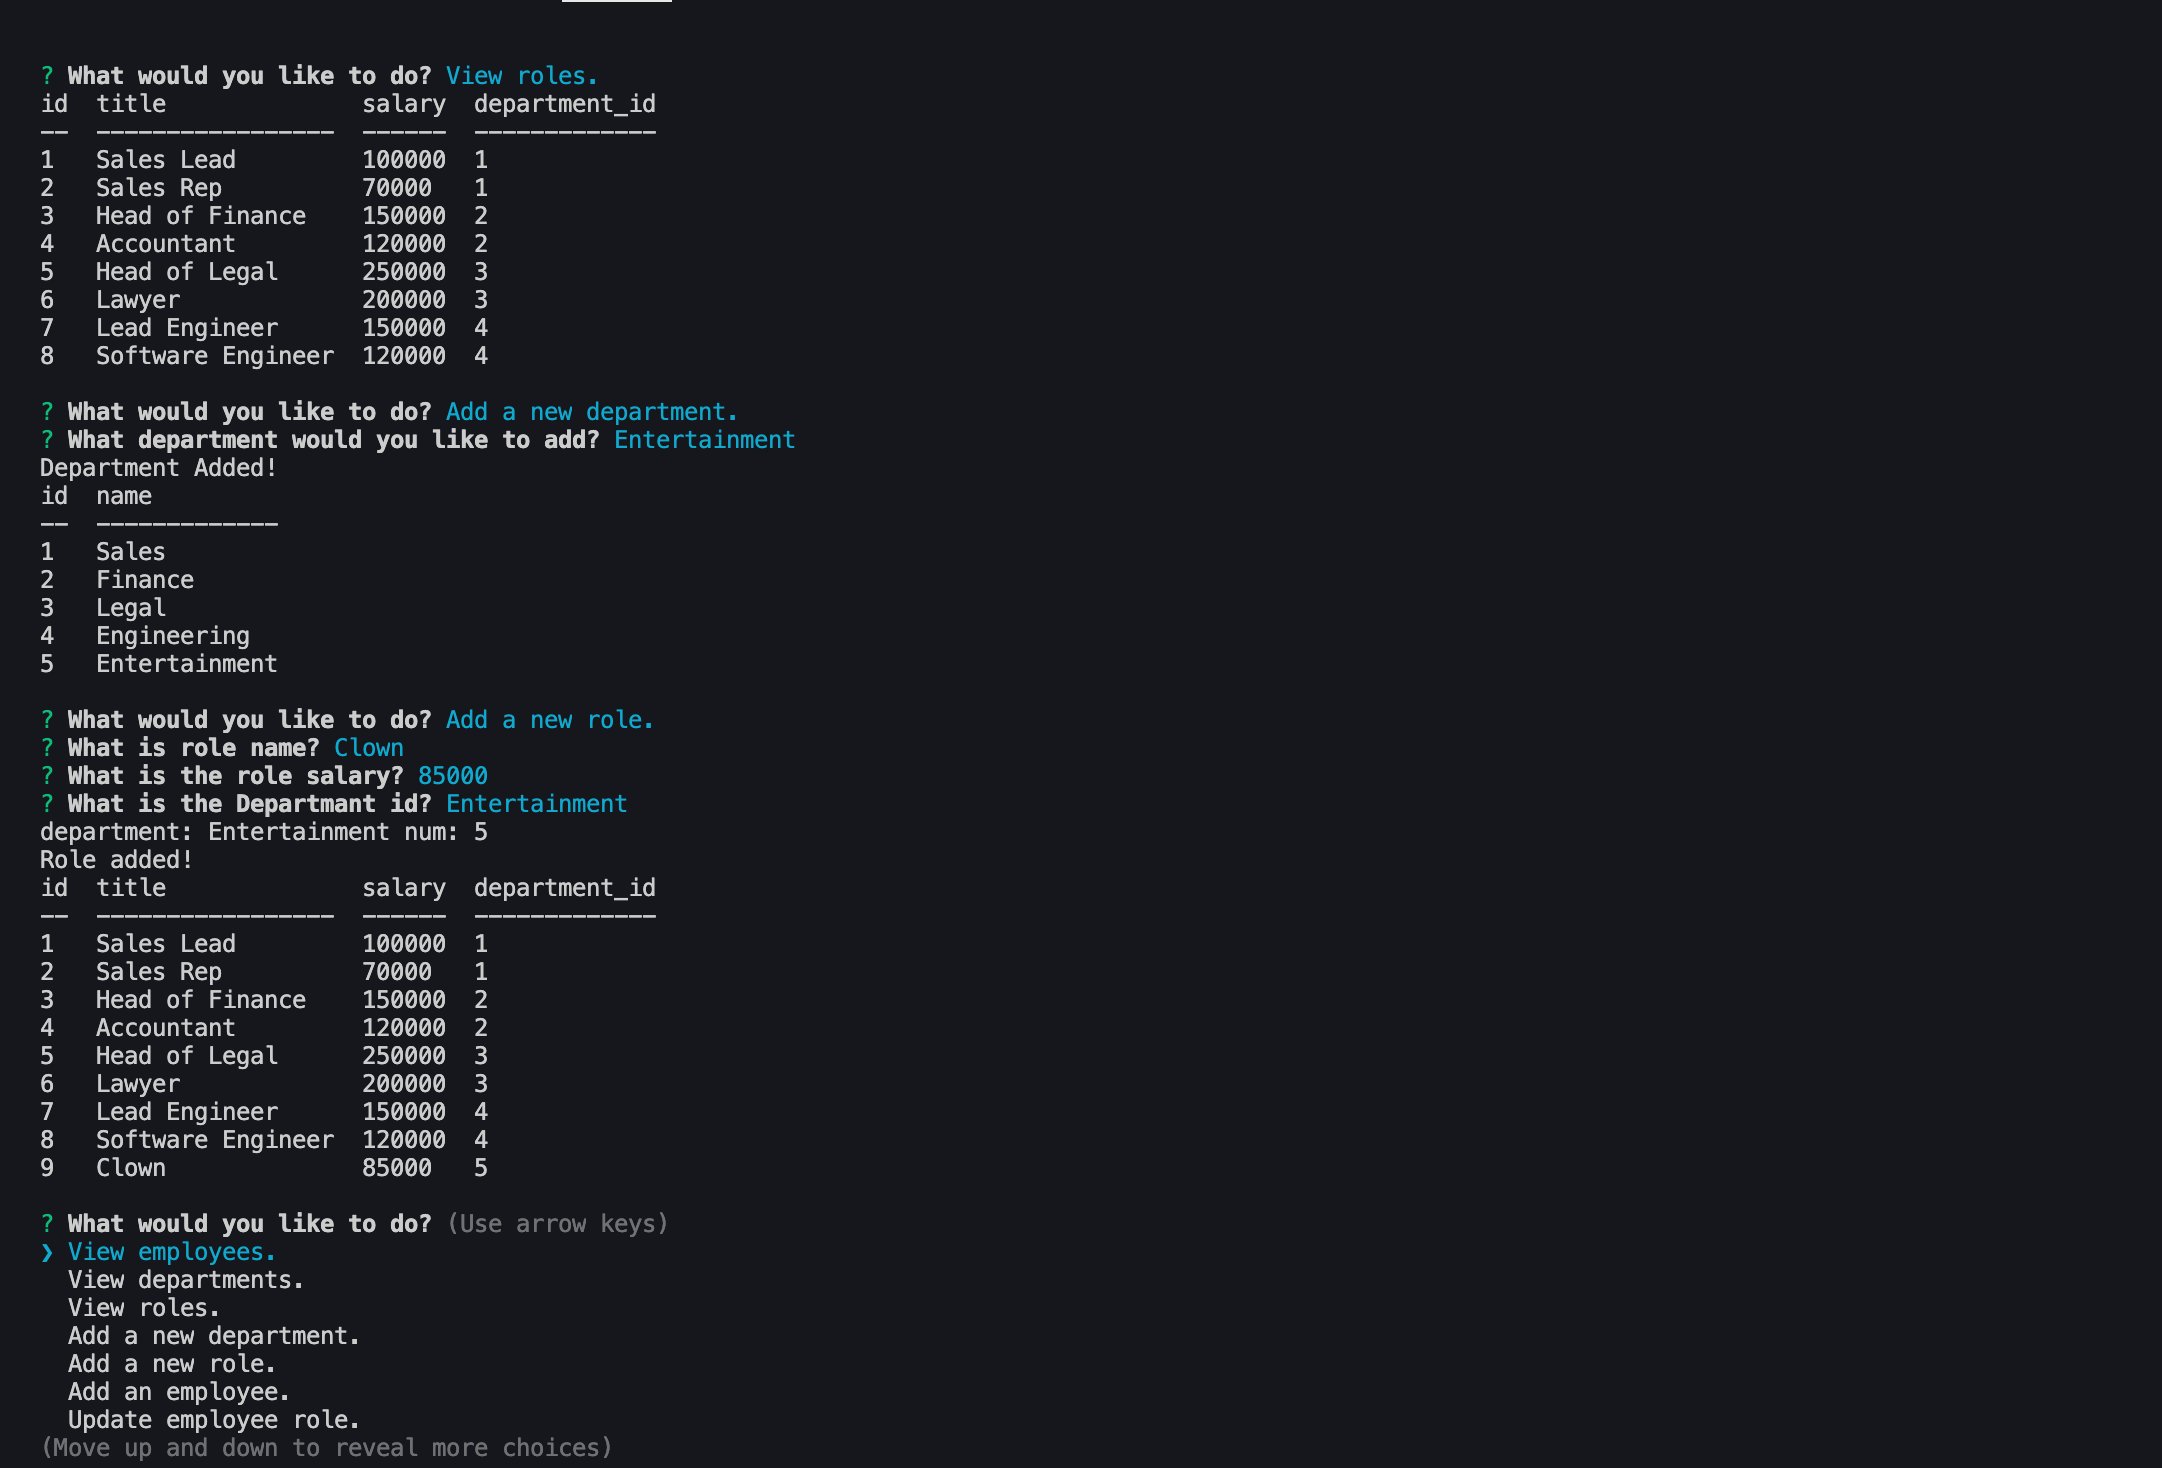 ? What would you like to do? View roles.
id  title              salary  department_id
--  -----------------  ------  -------------
1   Sales Lead         100000  1
2   Sales Rep          70000   1
3   Head of Finance    150000  2
4   Accountant         120000  2
5   Head of Legal      250000  3
6   Lawyer             200000  3
7   Lead Engineer      150000  4
8   Software Engineer  120000  4
? What would you like to do? Add a new department.
? What department would you like to add? Entertainment
Department Added!
id  name
--  -------------
1   Sales
2   Finance
3   Legal
4   Engineering
5   Entertainment
? What would you like to do? Add a new role.
? What is role name? Clown
? What is the role salary? 85000
? What is the Departmant id? Entertainment
department: Entertainment num: 5
Role added!
id  title              salary  department_id
--  -----------------  ------  -------------
1   Sales Lead         100000  1
2   Sales Rep          70000   1
3   Head of Finance    150000  2
4   Accountant         120000  2
5   Head of Legal      250000  3
6   Lawyer             200000  3
7   Lead Engineer      150000  4
8   Software Engineer  120000  4
9   Clown              85000   5
? What would you like to do? (Use arrow keys)
❯ View employees.
  View departments.
  View roles.
  Add a new department.
  Add a new role.
  Add an employee.
  Update employee role.
(Move up and down to reveal more choices)